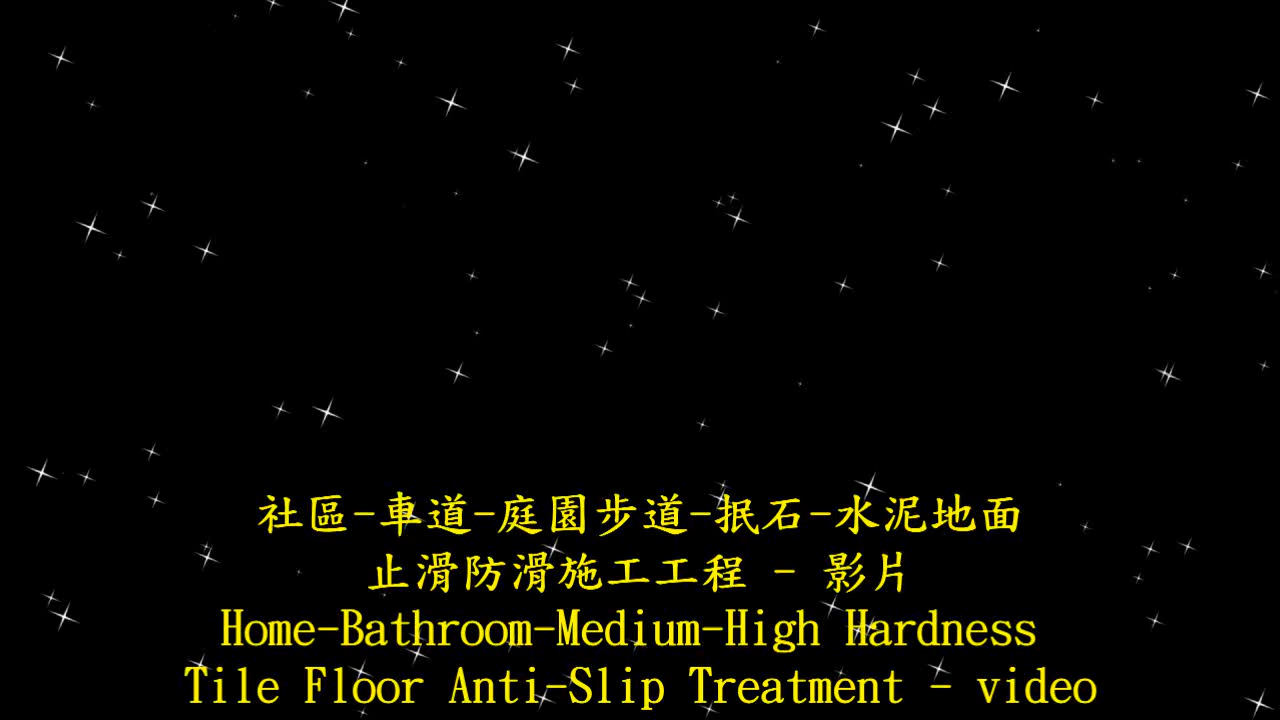 社區-車道-庭園步道-抿石-水泥地面
止滑防滑施工工程 - 影片
Home-Bathroom-Medium-High Hardness
Tile Floor Anti-Slip Treatment - video